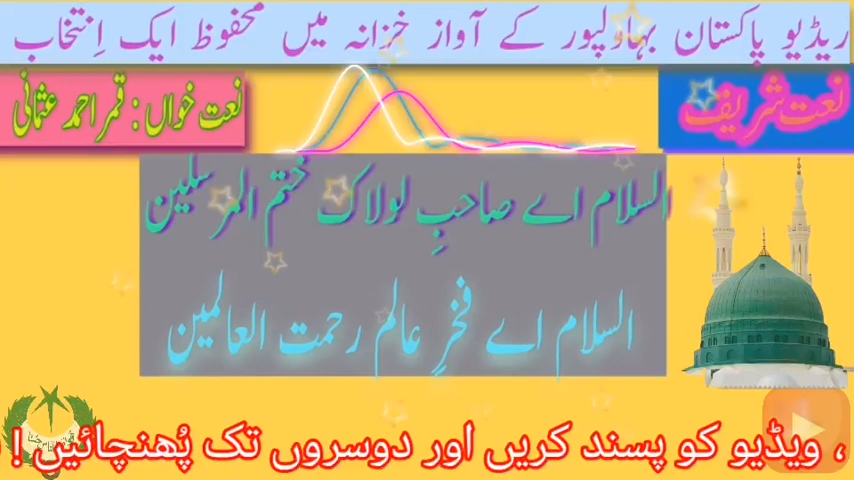 ریڈیو پاکستان بہاولپور کے آواز خزانہ میں محفوظ ایک اِنتخاب
نعت شریف
نعت خواں : قمر احمد عثمانی
السلام اے صاحبِ لولاک ختم المرسلین
السلام اے فخرِ عالم رحمت العالمین
، ویڈیو کو پسند کریں اور دوسروں تک پُھنچائیں !